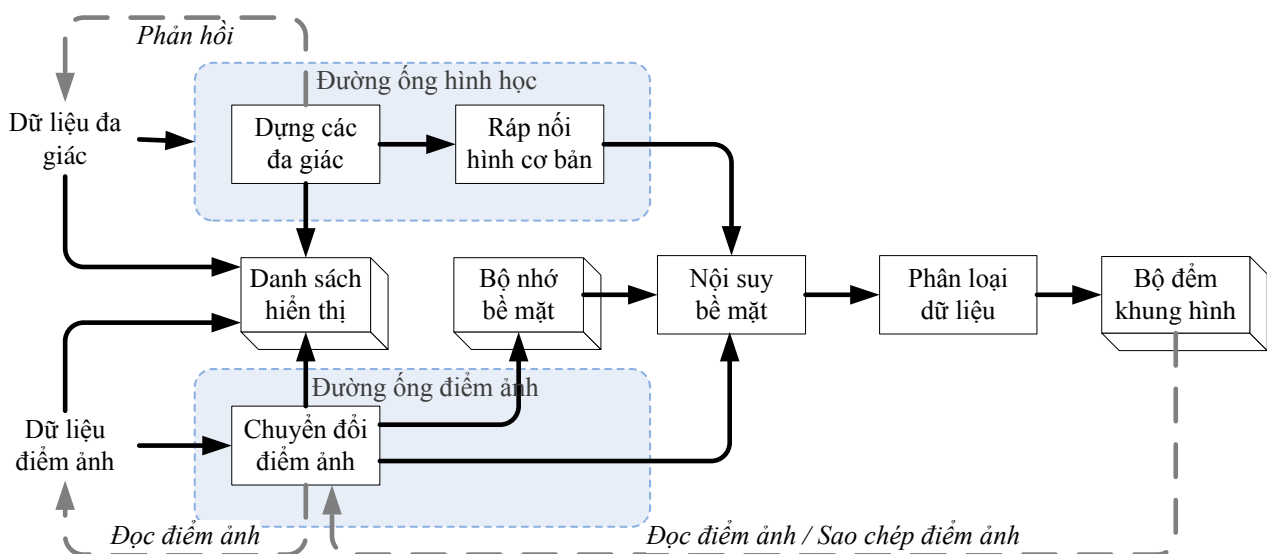 Phản hồi
Đường ống hình học
Dữ liệu đa
giác
Dựng các
đa giác
Ráp nối
hình cơ bản
Danh sách
hiển thị
Bộ nhớ
bề mặt
Nội suy
bề mặt
Phân loại
dữ liệu
Bộ đểm
khung hình
Đường ống điểm ảnh
Dữ liệu
điểm ảnh
Chuyển đổi
điểm ảnh
Đọc điểm ảnh
Đọc điểm ảnh / Sao chép điểm ảnh